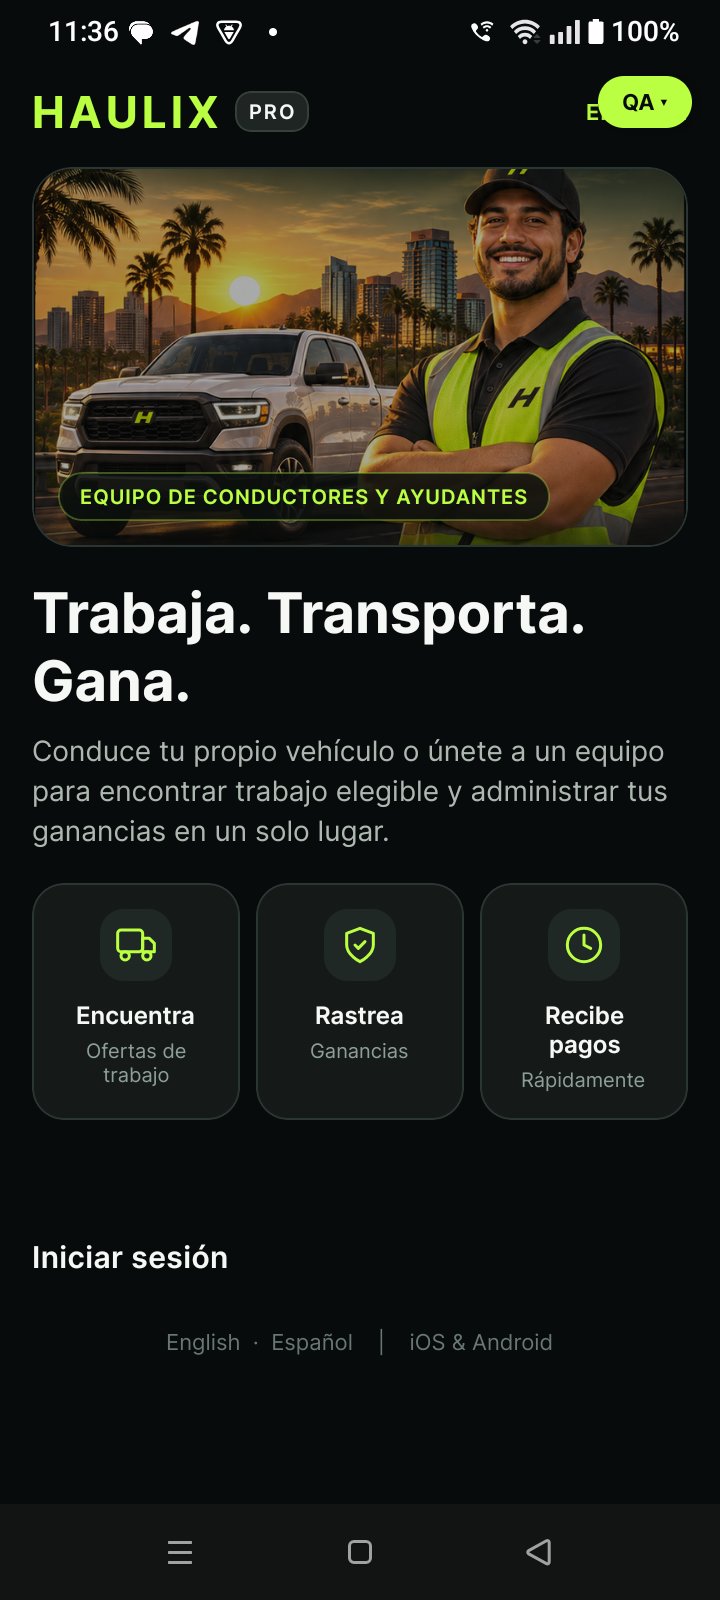 11:36
100%
HAULIX PRO
QA
EQUIPO DE CONDUCTORES Y AYUDANTES
Trabaja. Transporta.
Gana.
Conduce tu propio vehículo o únete a un equipo
para encontrar trabajo elegible y administrar tus
ganancias en un solo lugar.
Encuentra
Ofertas de
trabajo
Rastrea
Ganancias
Recibe
pagos
Rápidamente
Iniciar sesión
English · Español | iOS & Android